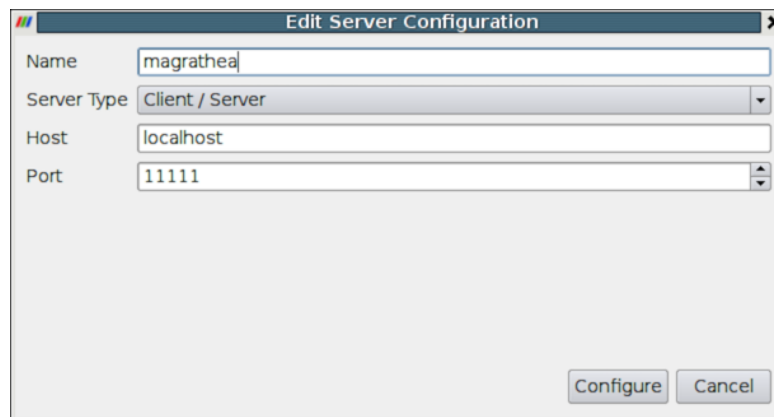 Edit Server Configuration
Name magrathea
Server Type Client / Server
Host localhost
Port 11111
Configure Cancel